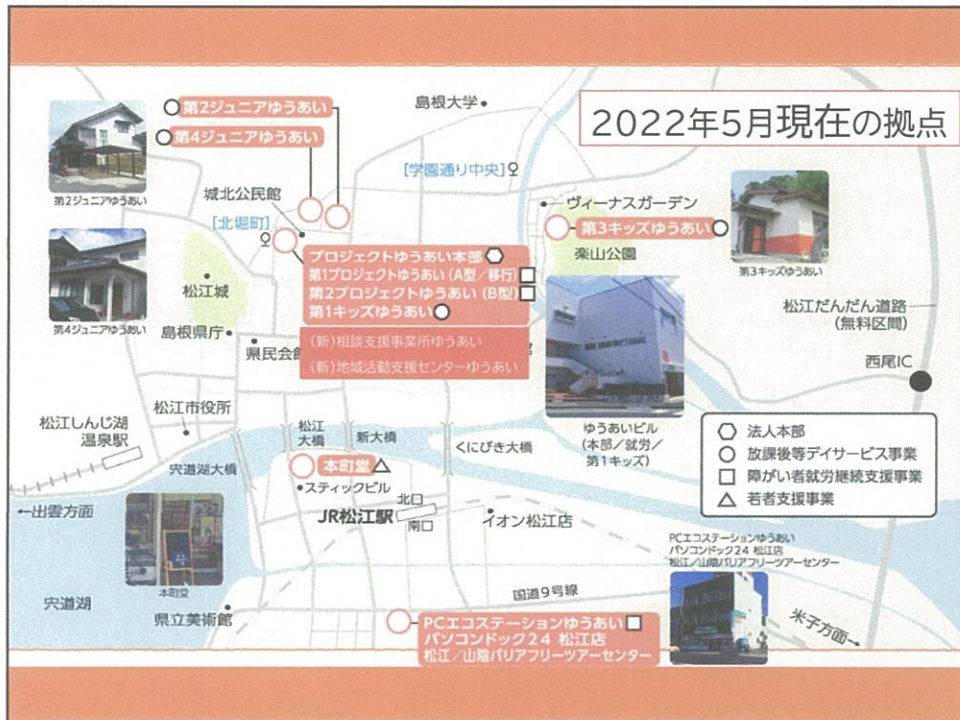 2022年5月現在の拠点
第2ジュニアゆうあい
第4ジュニアゆうあい
第2ジュニアゆうあい
第4ジュニアゆうあい
島根大学
[学園通り中央]
城北公民館
[北堀町]
ヴィーナスガーデン
第3キッズゆうあい
楽山公園
第3キッズゆうあい
プロジェクトゆうあい本部
第1プロジェクトゆうあい(A型/移行)
第2プロジェクトゆうあい(B型)
第1キッズゆうあい
(新)相談支援事業所ゆうあい
(新)地域活動支援センターゆうあい
松江城
島根県庁
県民会
館
松江だんだん道路
(無料区間)
西尾IC
ゆうあいビル
(本部/就労/
第1キッズ)
法人本部
放課後等デイサービス事業
障がい者就労継続支援事業
若者支援事業
松江市役所
松江しんじ湖
温泉駅
宍道湖大橋
松江
大橋
新大橋
くにびき大橋
本町堂
スティックビル
北口
JR松江駅
南口
イオン松江店
←出雲方面
本町堂
宍道湖
県立美術館
国道9号線
米子方面→
PCエコステーションゆうあい
パソコンドック24 松江店
松江/山陰バリアフリーツアーセンター
PCエコステーションゆうあい
パソコンドック24 松江店
松江/山陰バリアフリーツアーセンター